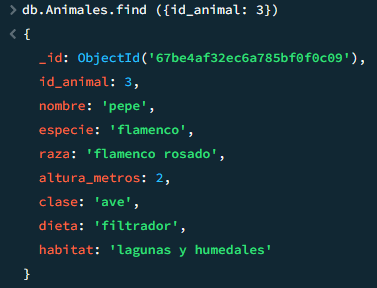 > db.Animales.find ({id_animal: 3})
< {
_id: ObjectId('67be4af32ec6a785bf0f0c09'),
id_animal: 3,
nombre: 'pepe',
especie: 'flamenco',
raza: 'flamenco rosado',
altura_metros: 2,
clase: 'ave',
dieta: 'filtrador',
habitat: 'lagunas y humedales'
}